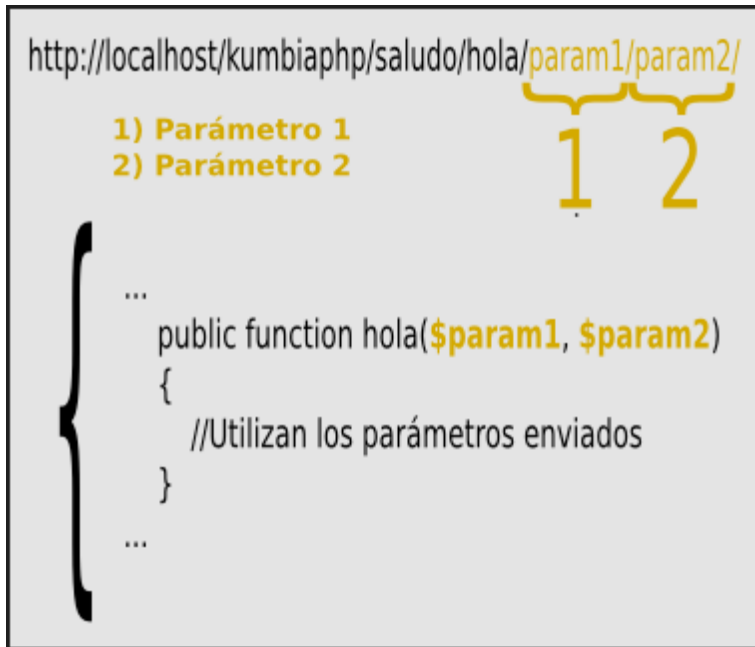 http://localhost/kumbiaphp/saludo/hola/param1/param2/
1) Parámetro 1
2) Parámetro 2
1 2
...
public function hola($param1, $param2)
{
//Utilizan los parámetros enviados
}
...